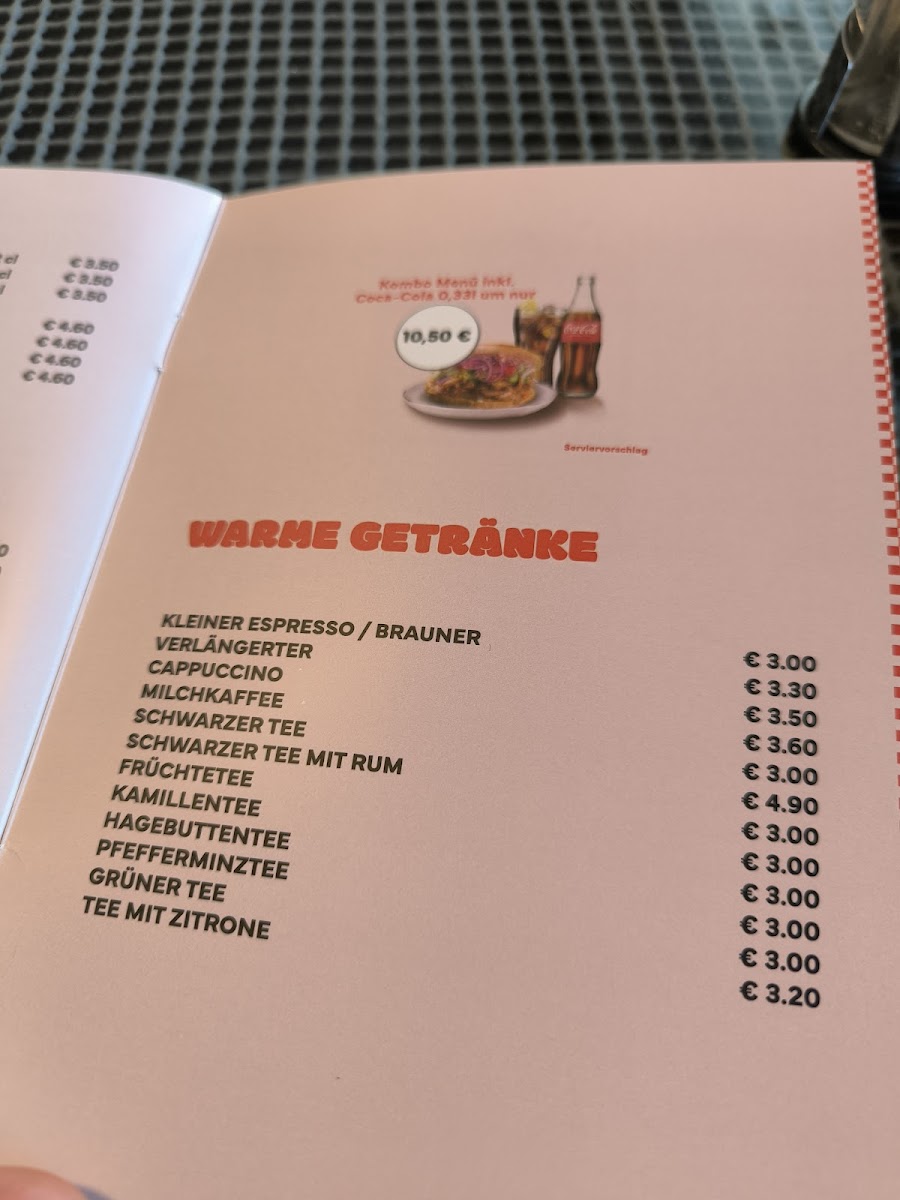 € 3.50
€ 3.50
€ 3.50
€ 4.60
€ 4.60
€ 4.60
€ 4.60
Kombo Menü inkl.
Coca-Cola 0,33l um nur
10,50 €
Coca-Cola
Serviervorschlag
WARME GETRÄNKE
KLEINER ESPRESSO / BRAUNER € 3.00
VERLÄNGERTER € 3.30
CAPPUCCINO € 3.50
MILCHKAFFEE € 3.60
SCHWARZER TEE € 3.00
SCHWARZER TEE MIT RUM € 4.90
FRÜCHTETEE € 3.00
KAMILLENTEE € 3.00
HAGEBUTTENTEE € 3.00
PFEFFERMINZTEE € 3.00
GRÜNER TEE € 3.00
TEE MIT ZITRONE € 3.20